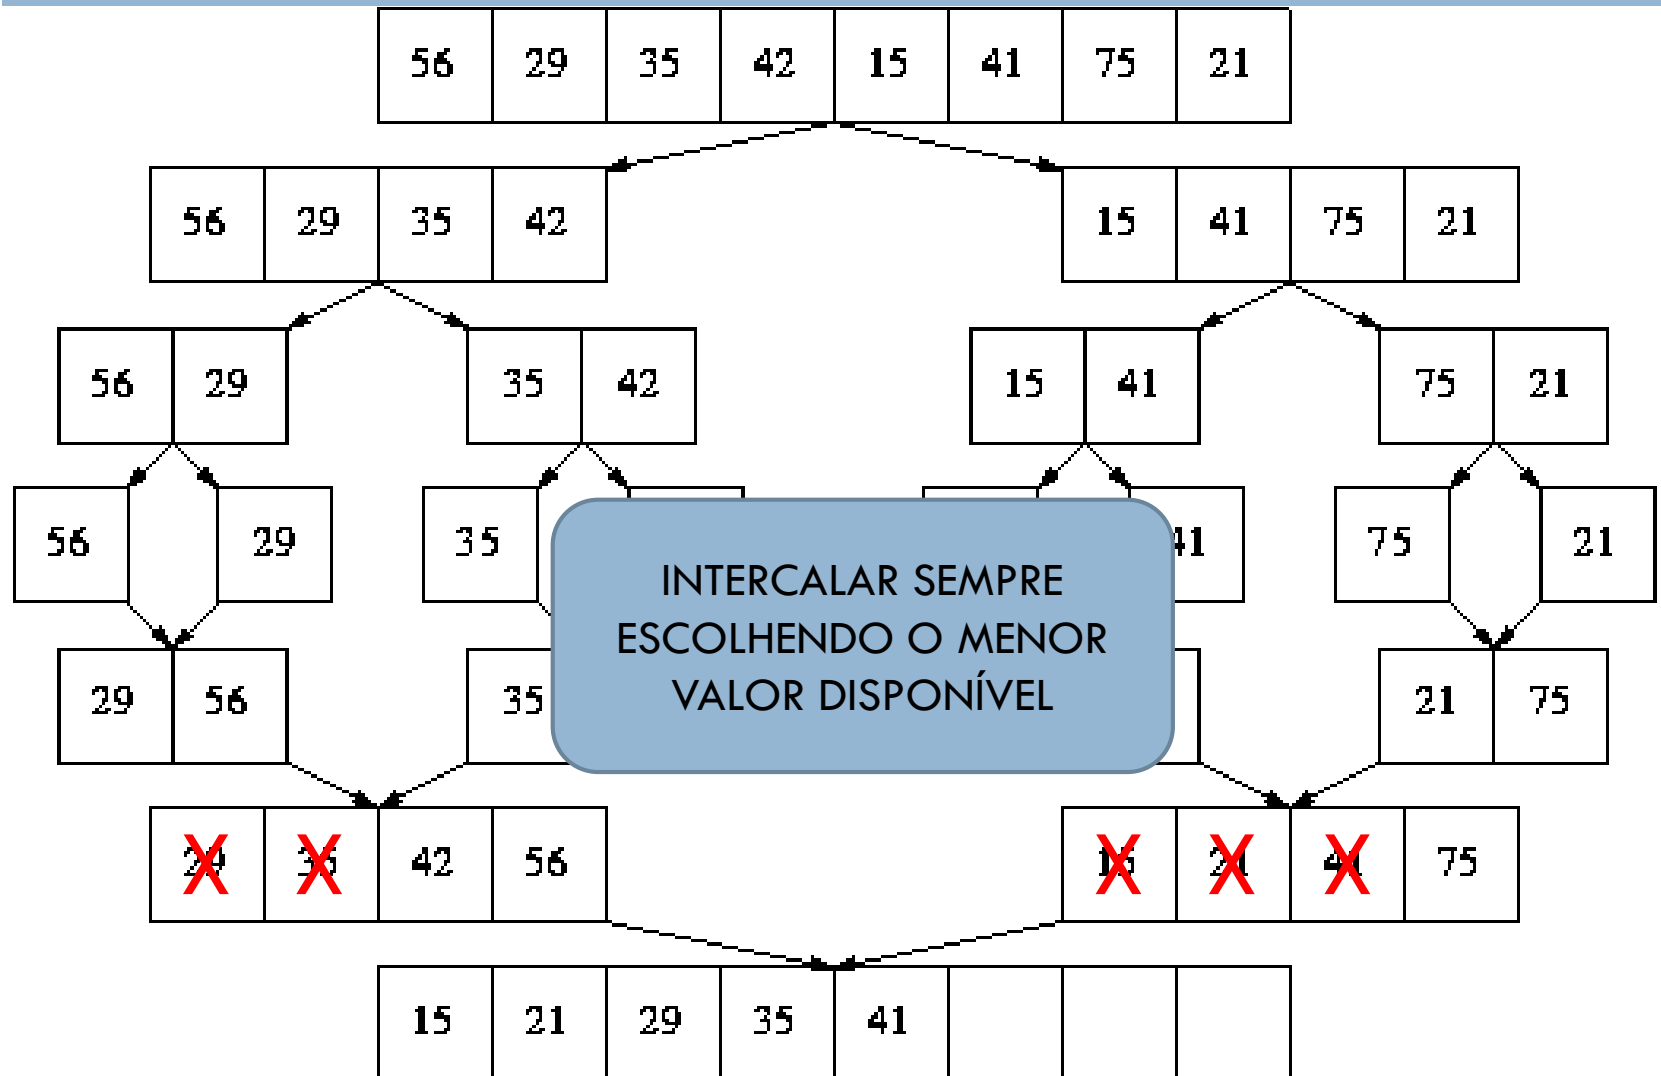 56 29 35 42 15 41 75 21
56 29 35 42 15 41 75 21
56 29 35 42 15 41 75 21
56 29 35 41 75 21
INTERCALAR SEMPRE
ESCOLHENDO O MENOR
VALOR DISPONÍVEL
29 56 35 21 75
X X 42 56 X X X 75
15 21 29 35 41